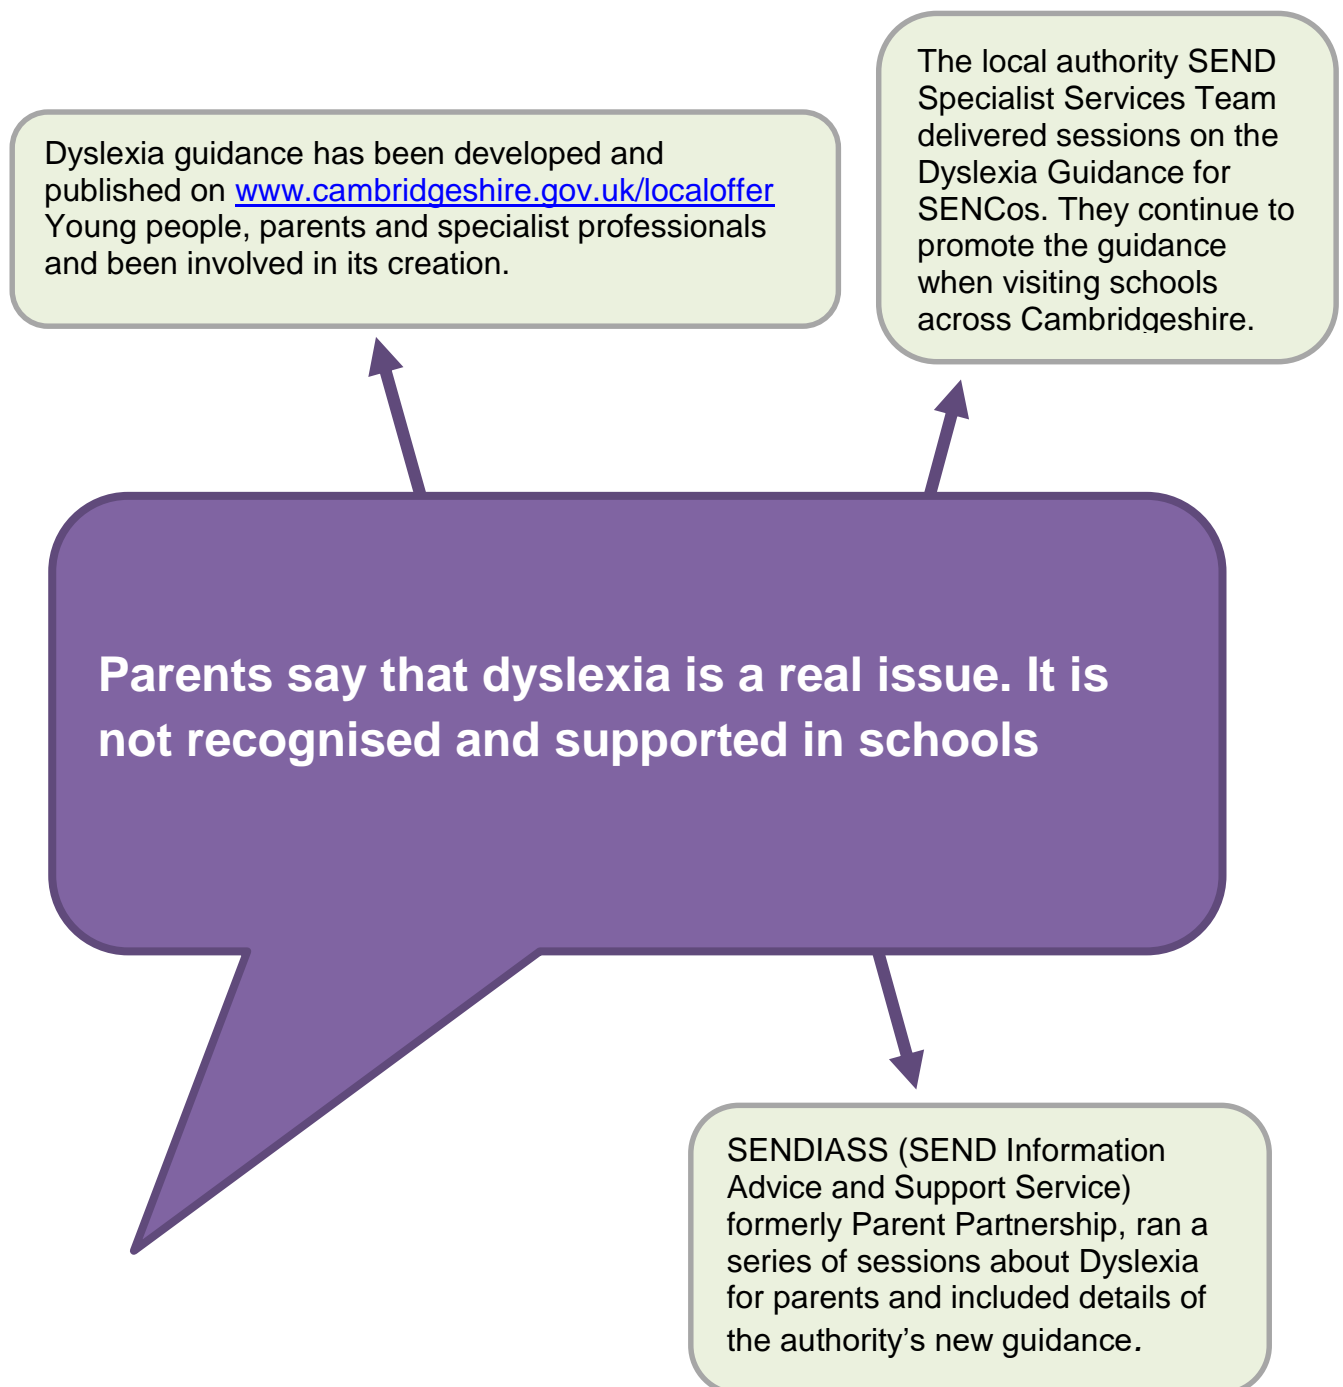 Dyslexia guidance has been developed and
published on www.cambridgeshire.gov.uk/localoffer
Young people, parents and specialist professionals
and been involved in its creation.
The local authority SEND
Specialist Services Team
delivered sessions on the
Dyslexia Guidance for
SENCos. They continue to
promote the guidance
when visiting schools
across Cambridgeshire.
Parents say that dyslexia is a real issue. It is
not recognised and supported in schools
SENDIASS (SEND Information
Advice and Support Service)
formerly Parent Partnership, ran a
series of sessions about Dyslexia
for parents and included details of
the authority’s new guidance.